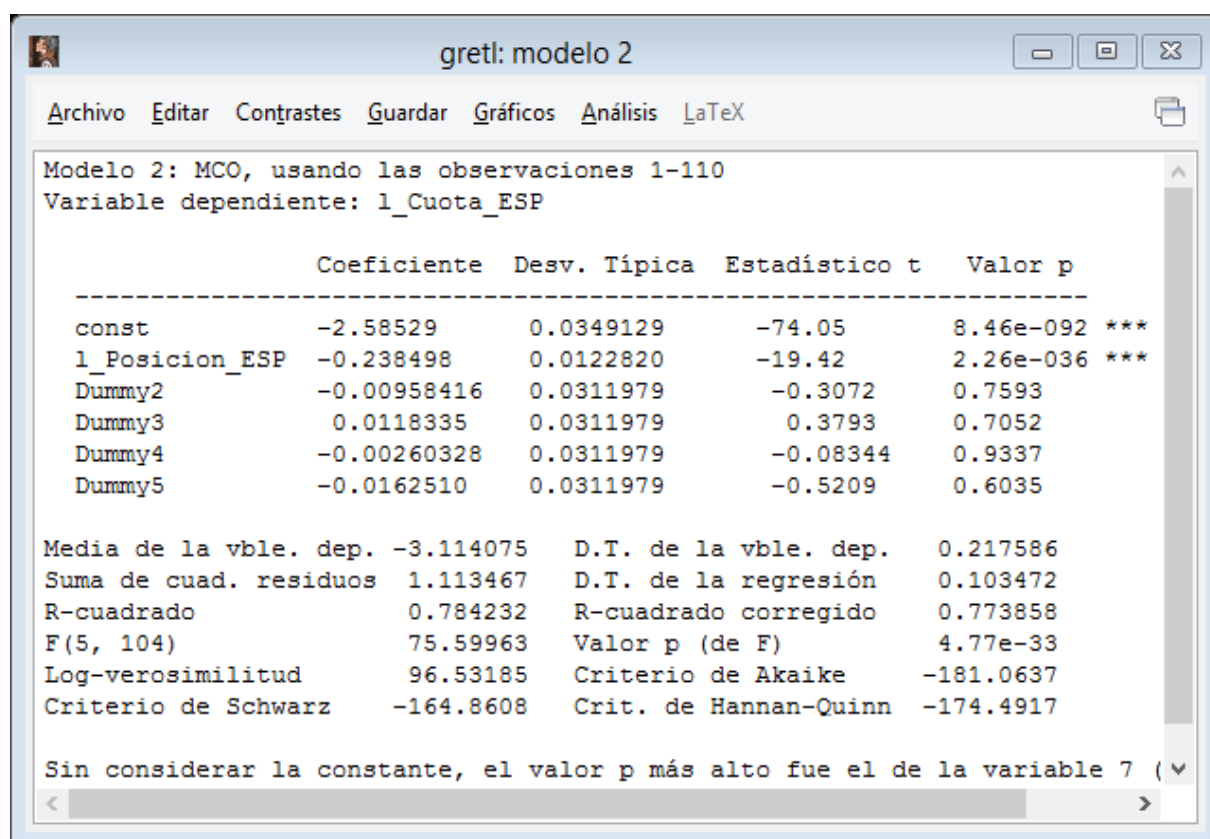 gretl: modelo 2
Archivo Editar Contrastes Guardar Gráficos Análisis LaTeX
Modelo 2: MCO, usando las observaciones 1-110
Variable dependiente: l_Cuota_ESP
Coeficiente Desv. Típica Estadístico t Valor p
-------------------------------------------------------------------
const -2.58529 0.0349129 -74.05 8.46e-092 ***
l_Posicion_ESP -0.238498 0.0122820 -19.42 2.26e-036 ***
Dummy2 -0.00958416 0.0311979 -0.3072 0.7593
Dummy3 0.0118335 0.0311979 0.3793 0.7052
Dummy4 -0.00260328 0.0311979 -0.08344 0.9337
Dummy5 -0.0162510 0.0311979 -0.5209 0.6035
Media de la vble. dep. -3.114075 D.T. de la vble. dep. 0.217586
Suma de cuad. residuos 1.113467 D.T. de la regresión 0.103472
R-cuadrado 0.784232 R-cuadrado corregido 0.773858
F(5, 104) 75.59963 Valor p (de F) 4.77e-33
Log-verosimilitud 96.53185 Criterio de Akaike -181.0637
Criterio de Schwarz -164.8608 Crit. de Hannan-Quinn -174.4917
Sin considerar la constante, el valor p más alto fue el de la variable 7 (